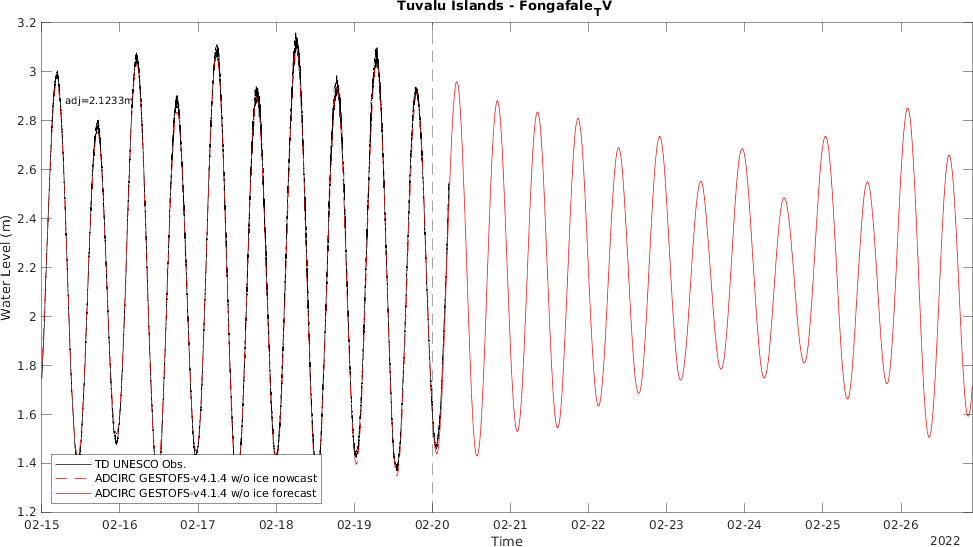 Tuvalu Islands - Fongafale_TV
3.2
3
2.8
2.6
2.4
2.2
2
1.8
1.6
1.4
1.2
Water Level (m)
adj=2.1233m
TD UNESCO Obs.
ADCIRC GESTOFS-v4.1.4 w/o ice nowcast
ADCIRC GESTOFS-v4.1.4 w/o ice forecast
02-15 02-16 02-17 02-18 02-19 02-20 02-21 02-22 02-23 02-24 02-25 02-26
Time
2022